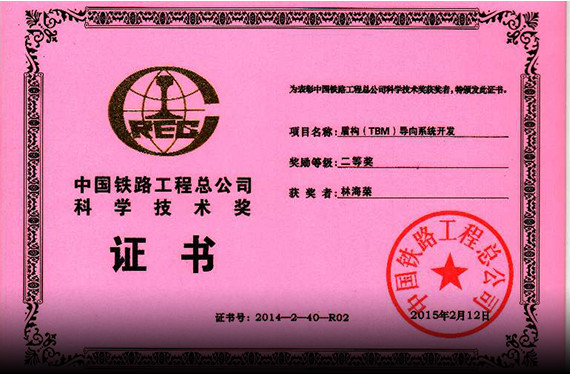 CREC
中国铁路工程总公司
科学技术奖
证书
为表彰中国铁路工程总公司科学技术奖获奖者，特颁发此证书。
项目名称：盾构（TBM）导向系统开发
奖励等级：二等奖
获奖者：林海荣
中国铁路工程总公司
2015年2月12日
证书号：2014—2—40—R02